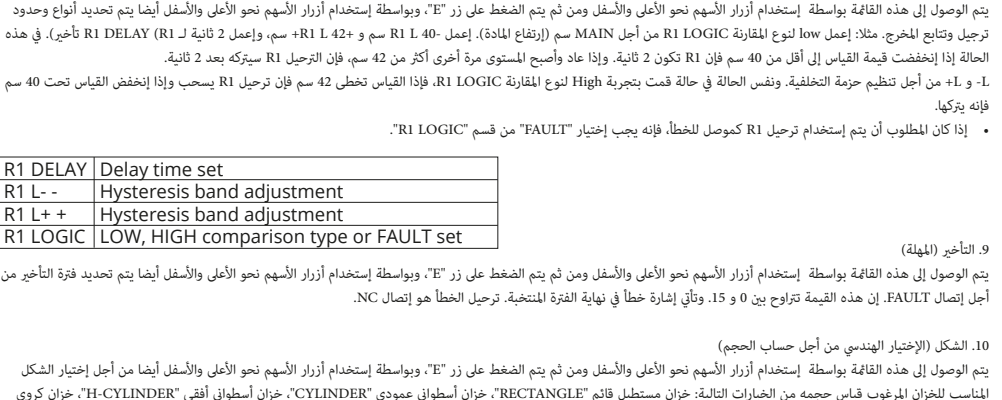 يتم الوصول إلى هذه القائمة بواسطة إستخدام أزرار الأسهم نحو الأعلى والأسفل ومن ثم يتم الضغط على زر "E"، وبواسطة إستخدام أزرار الأسهم نحو الأعلى والأسفل أيضا يتم تحديد أنواع وحدود
ترحيل وتتابع المخرج. مثلا: إعمل low لنوع المقارنة R1 LOGIC من أجل MAIN سم (إرتفاع المادة). إعمل -R1 L 40 سم و +R1 L 42+ سم، وإعمل 2 ثانية لـ R1 DELAY (R1 تأخير). في هذه
الحالة إذا إنخفضت قيمة القياس إلى أقل من 40 سم فإن R1 تكون 2 ثانية. وإذا عاد وأصبح المستوى مرة أخرى أكثر من 42 سم، فإن الترحيل R1 سيتركه بعد 2 ثانية.
L- و L+ من أجل تنظيم حزمة التخلفية. ونفس الحالة في حالة قمت بتجربة High لنوع المقارنة R1 LOGIC، فإذا القياس تخطى 42 سم فإن ترحيل R1 يسحب وإذا إنخفض القياس تحت 40 سم
فإنه يتركها.
• إذا كان المطلوب أن يتم إستخدام ترحيل R1 كموصل للخطأ، فإنه يجب إختيار "FAULT" من قسم "R1 LOGIC".
R1 DELAY Delay time set
R1 L- - Hysteresis band adjustment
R1 L+ + Hysteresis band adjustment
R1 LOGIC LOW, HIGH comparison type or FAULT set
9. التأخير (المهلة)
يتم الوصول إلى هذه القائمة بواسطة إستخدام أزرار الأسهم نحو الأعلى والأسفل ومن ثم يتم الضغط على زر "E"، وبواسطة إستخدام أزرار الأسهم نحو الأعلى والأسفل أيضا يتم تحديد فترة التأخير من
أجل إتصال FAULT. إن هذه القيمة تتراوح بين 0 و 15. وتأتي إشارة خطأ في نهاية الفترة المنتخبة. ترحيل الخطأ هو إتصال NC.
10. الشكل (الإختيار الهندسي من أجل حساب الحجم)
يتم الوصول إلى هذه القائمة بواسطة إستخدام أزرار الأسهم نحو الأعلى والأسفل ومن ثم يتم الضغط على زر "E"، وبواسطة إستخدام أزرار الأسهم نحو الأعلى والأسفل أيضا من أجل إختيار الشكل
المناسب للخزان المرغوب قياس حجمه من الخيارات التالية: خزان مستطيل قائم "RECTANGLE"، خزان أسطواني عمودي "CYLINDER"، خزان أسطواني أفقي "H-CYLINDER"، خزان كروي